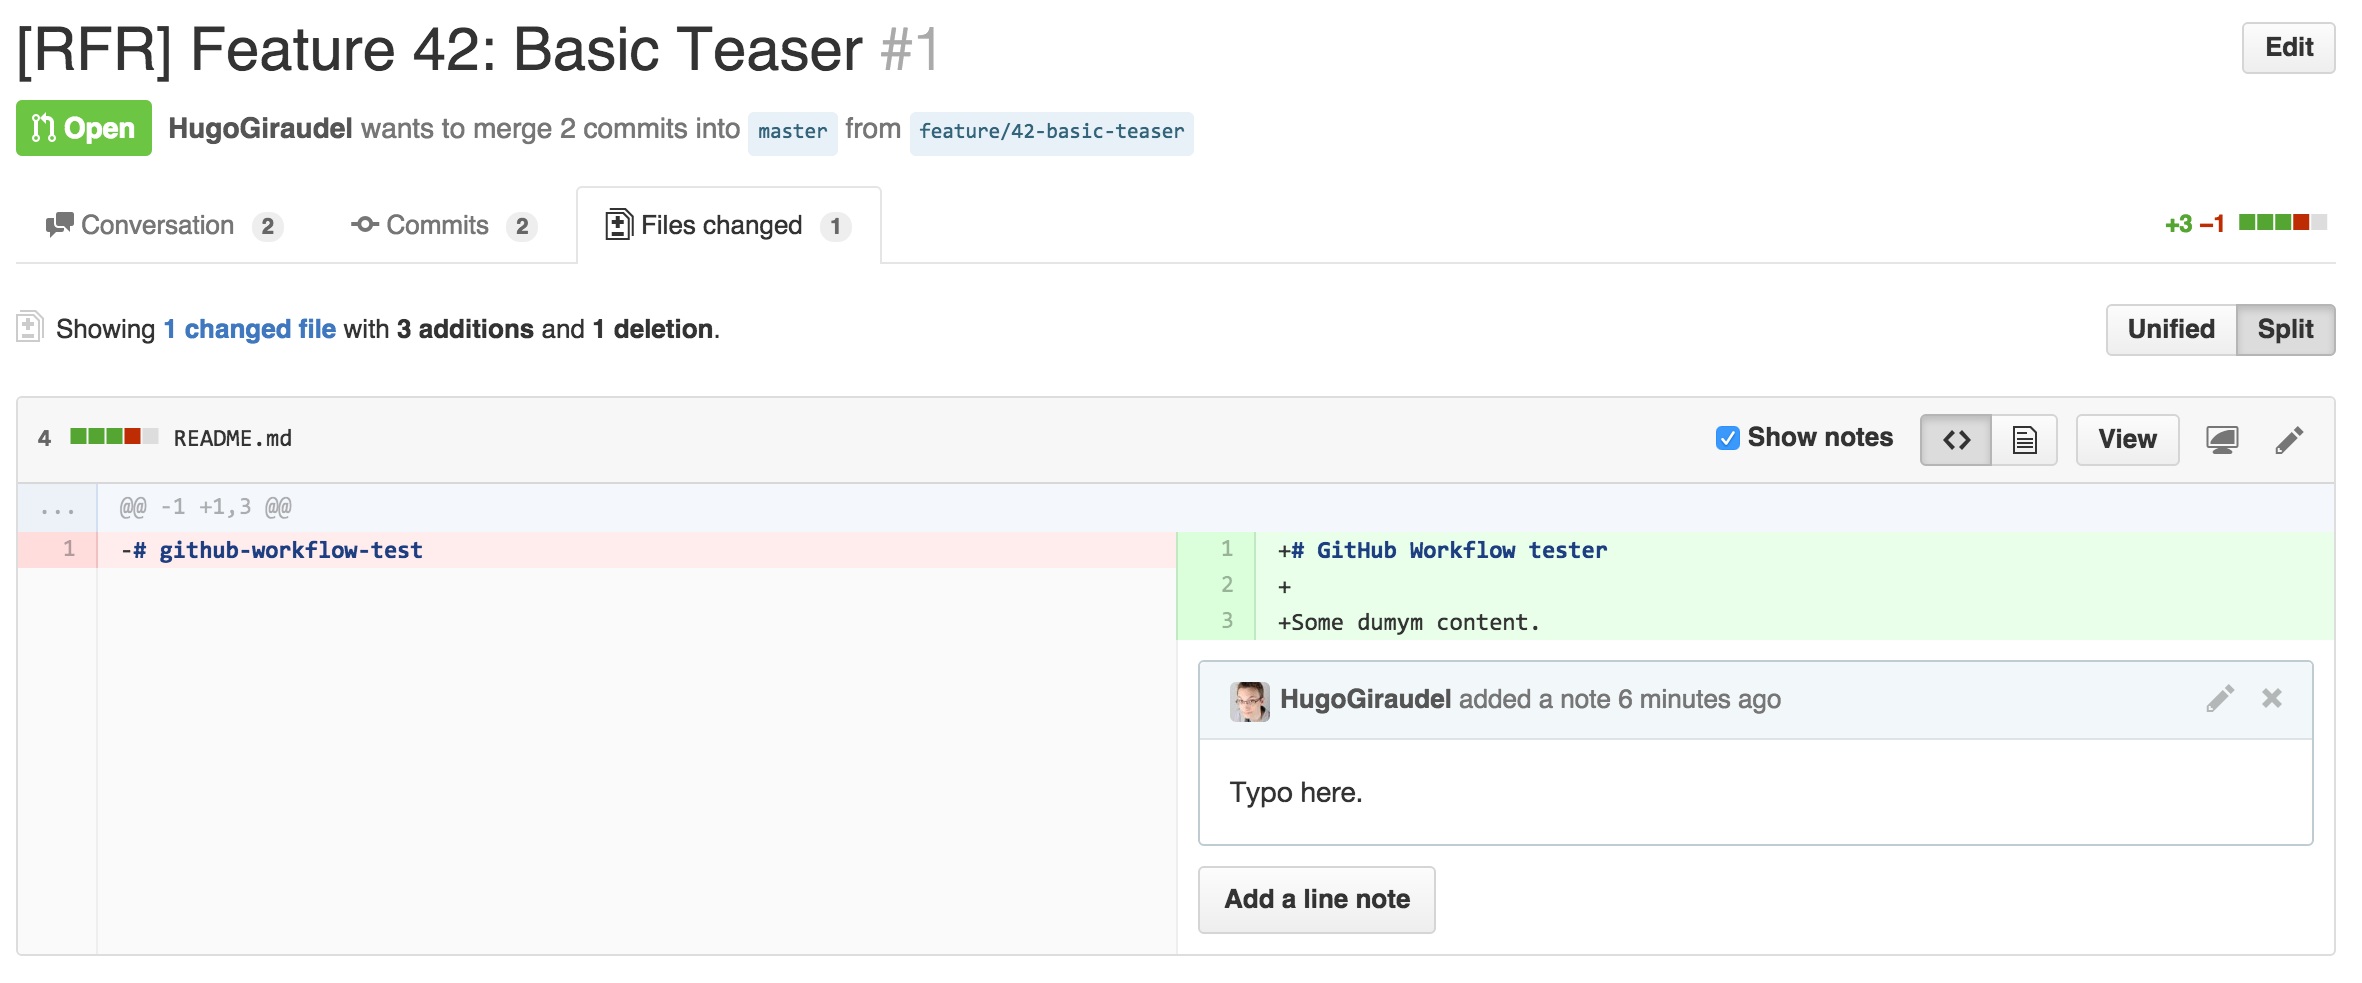 [RFR] Feature 42: Basic Teaser #1
Edit
Open HugoGiraudel wants to merge 2 commits into master from feature/42-basic-teaser
Conversation 2 Commits 2 Files changed 1 +3 −1
Showing 1 changed file with 3 additions and 1 deletion.
Unified Split
4 README.md Show notes <> View
... @@ -1 +1,3 @@
1 -# github-workflow-test
1 +# GitHub Workflow tester
2 +
3 +Some dumym content.
HugoGiraudel added a note 6 minutes ago
Typo here.
Add a line note